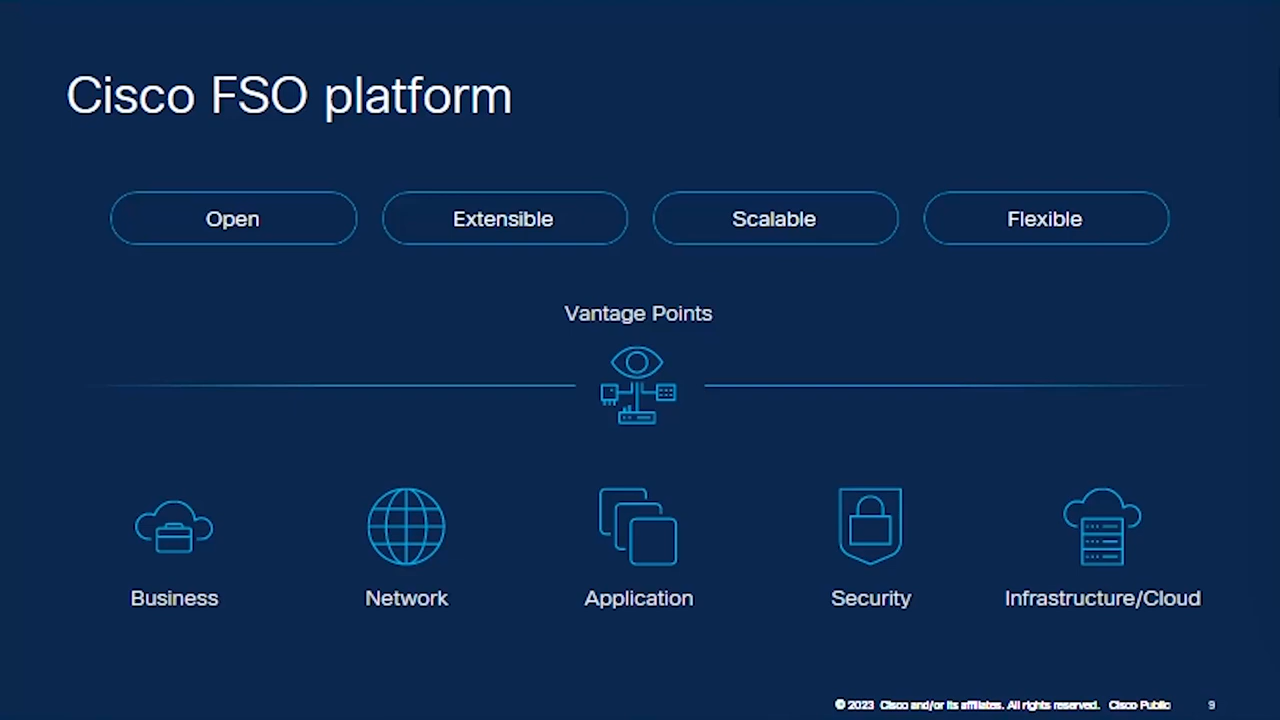 Cisco FSO platform
Open Extensible Scalable Flexible
Vantage Points
Business Network Application Security Infrastructure/Cloud
© 2023 Cisco and/or its affiliates. All rights reserved. Cisco Public 9